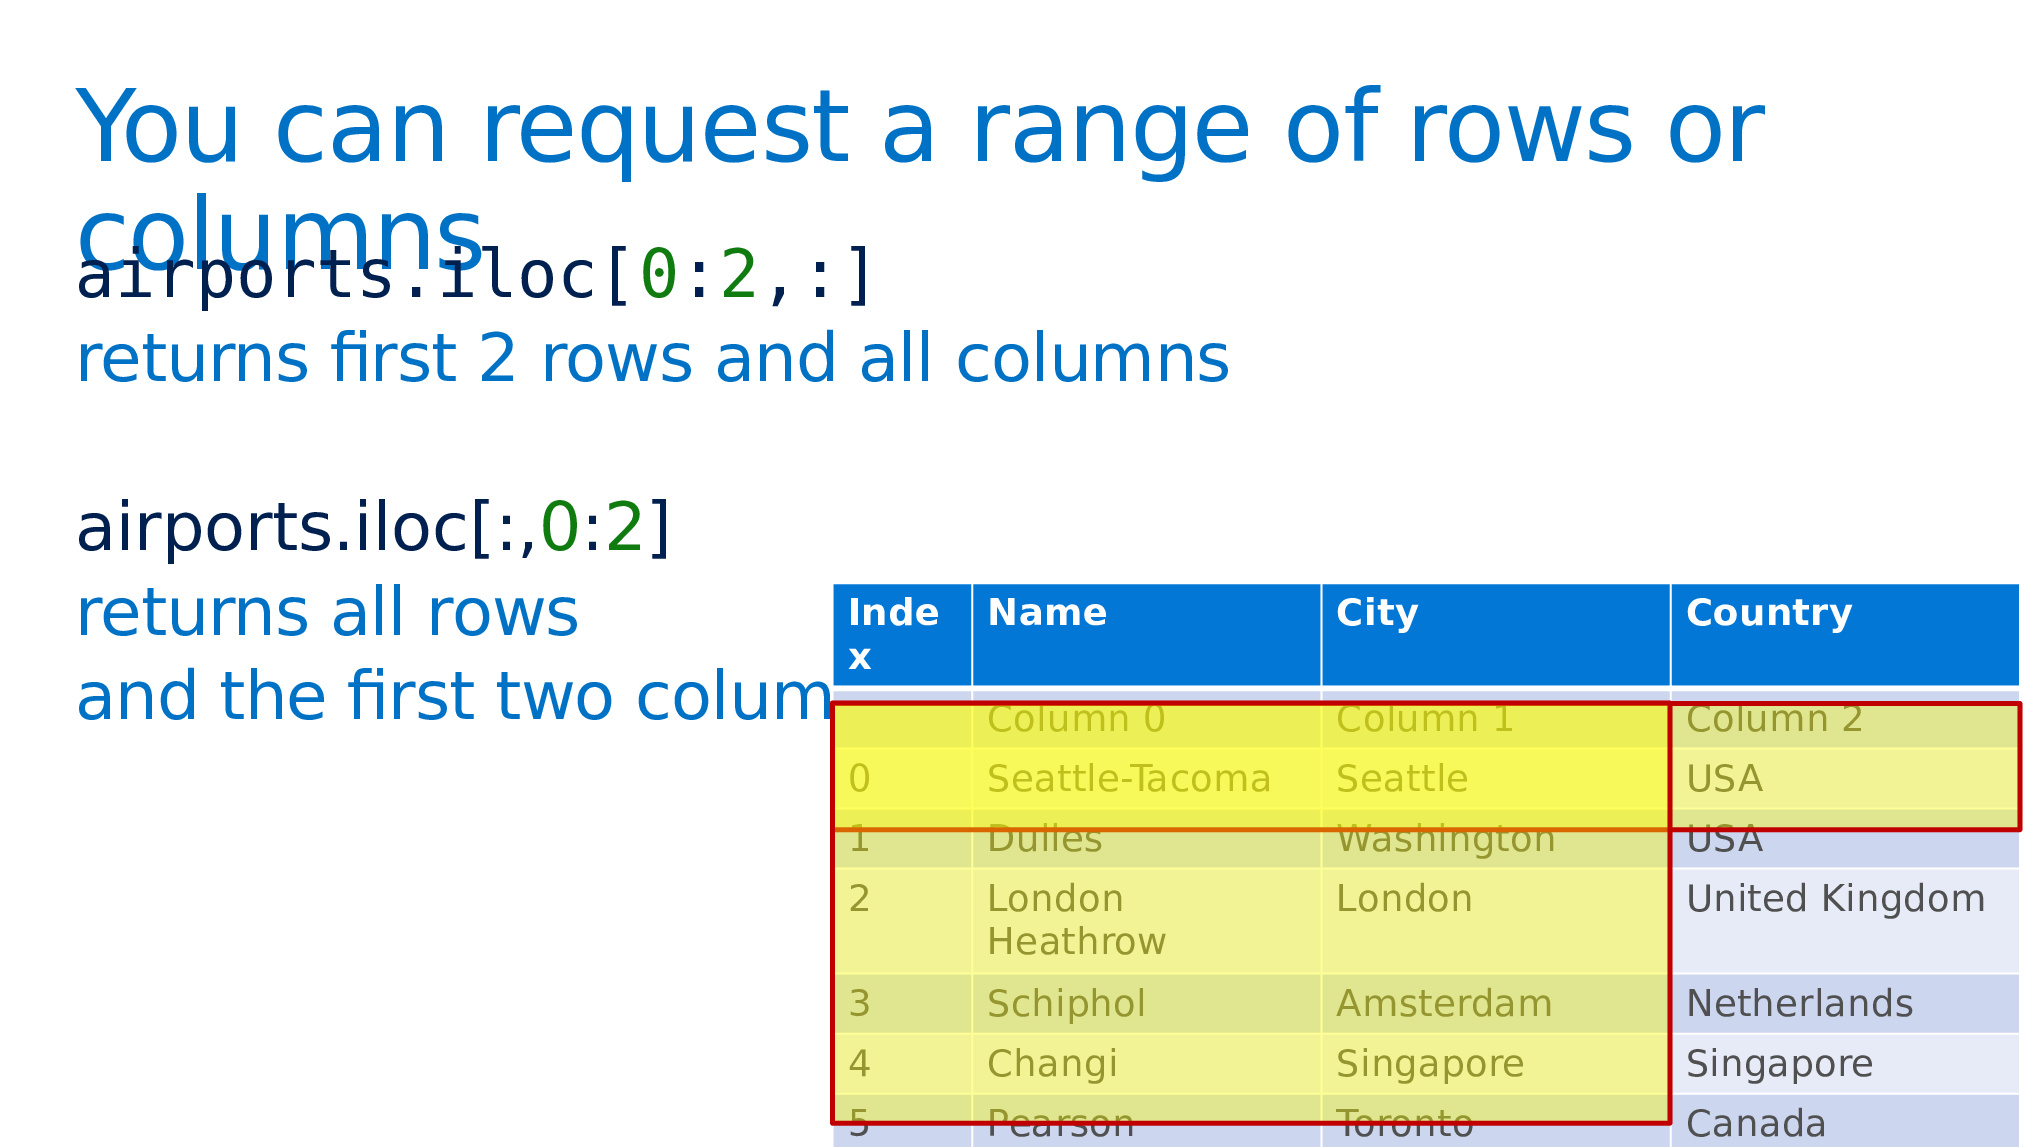 You can request a range of rows or
columns
airports.iloc[0:2,:]
returns first 2 rows and all columns
airports.iloc[:,0:2]
returns all rows
and the first two colum
Inde
x
Name
City
Country
Column 0
Column 1
Column 2
0
Seattle-Tacoma
Seattle
USA
1
Dulles
Washington
USA
2
London
Heathrow
London
United Kingdom
3
Schiphol
Amsterdam
Netherlands
4
Changi
Singapore
Singapore
5
Pearson
Toronto
Canada